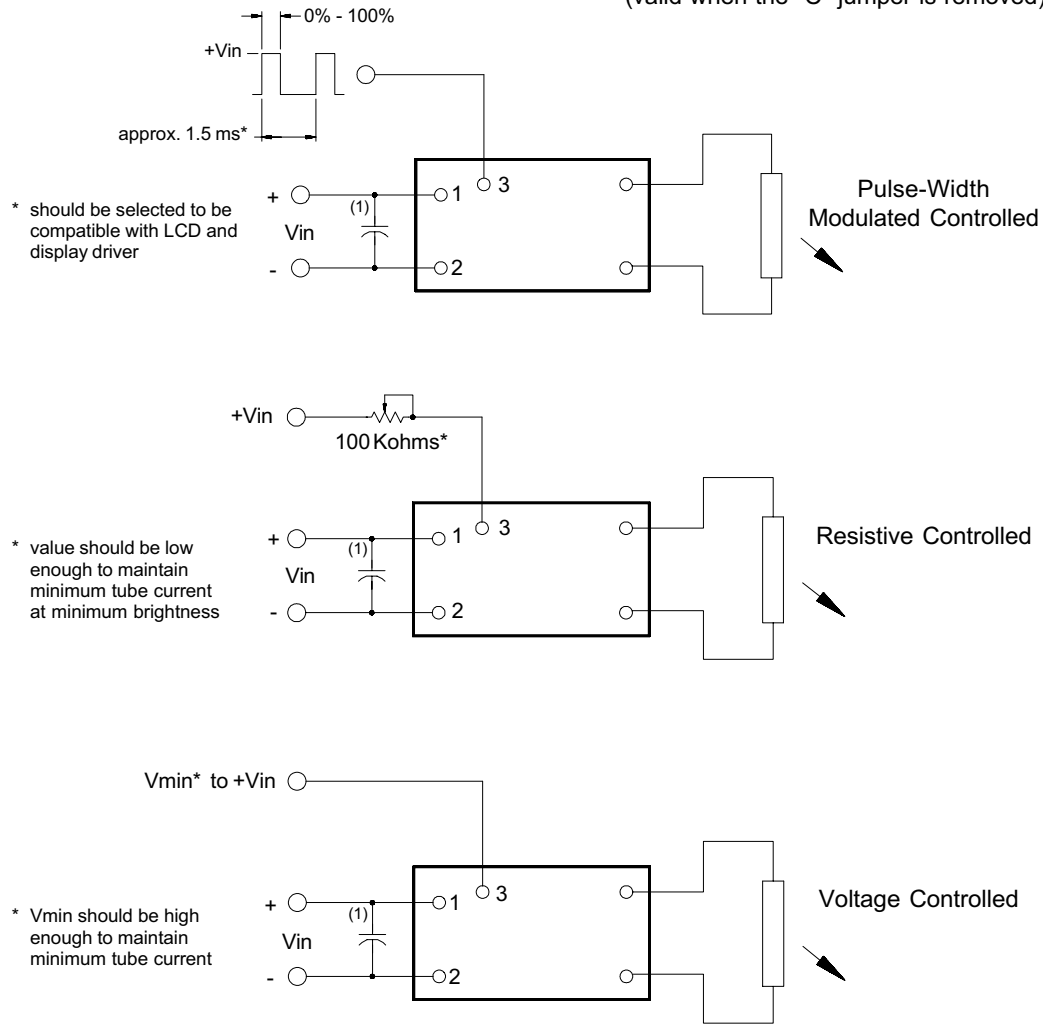 (valid when the "C" jumper is removed)
0% - 100%
+Vin
approx. 1.5 ms*
* should be selected to be
compatible with LCD and
display driver
+
(1)
Vin
-
1
2
3
Pulse-Width
Modulated Controlled
+Vin
100 Kohms*
* value should be low
enough to maintain
minimum tube current
at minimum brightness
+
(1)
Vin
-
1
2
3
Resistive Controlled
Vmin* to +Vin
* Vmin should be high
enough to maintain
minimum tube current
+
(1)
Vin
-
1
2
3
Voltage Controlled